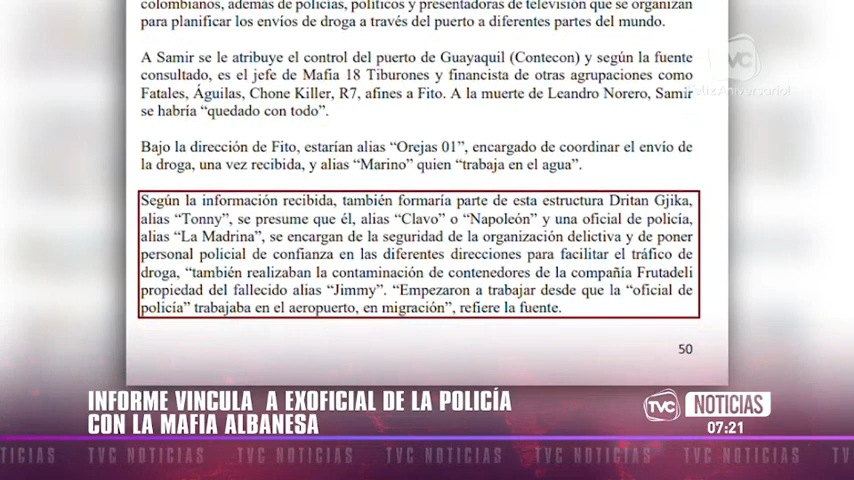 colombianos, además de policías, políticos y presentadoras de televisión que se organizan
para planificar los envíos de droga a través del puerto a diferentes partes del mundo.
A Samir se le atribuye el control del puerto de Guayaquil (Contecon) y según la fuente
consultado, es el jefe de Mafia 18 Tiburones y financista de otras agrupaciones como
Fatales, Águilas, Chone Killer, R7, afines a Fito. A la muerte de Leandro Norero, Samir
se habría “quedado con todo”.
Bajo la dirección de Fito, estarían alias “Orejas 01”, encargado de coordinar el envío de
la droga, una vez recibida, y alias “Marino” quien “trabaja en el agua”.
Según la información recibida, también formaría parte de esta estructura Dritan Gjika,
alias “Tonny”, se presume que él, alias “Clavo” o “Napoleón” y una oficial de policía,
alias “La Madrina”, se encargan de la seguridad de la organización delictiva y de poner
personal policial de confianza en las diferentes direcciones para facilitar el tráfico de
droga, “también realizaban la contaminación de contenedores de la compañía Frutadeli
propiedad del fallecido alias “Jimmy”. “Empezaron a trabajar desde que la “oficial de
policía” trabajaba en el aeropuerto, en migración”, refiere la fuente.
50
TVC
¡Feliz Aniversario!
INFORME VINCULA A EXOFICIAL DE LA POLICÍA
CON LA MAFIA ALBANESA
TVC NOTICIAS
07:21
TICIAS TVC NOTICIAS TVC NOTICIAS TVC NOTICIAS TVC NOTICIAS TVC NOTI